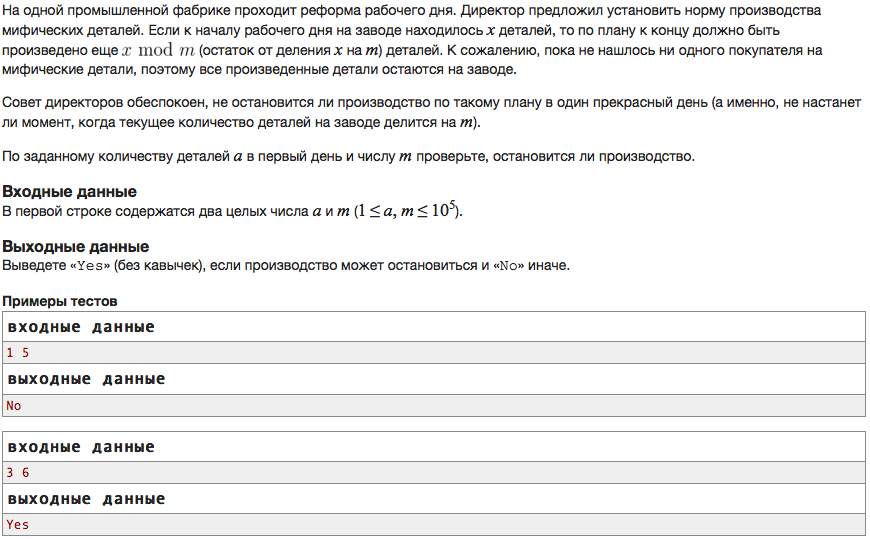 На одной промышленной фабрике проходит реформа рабочего дня. Директор предложил установить норму производства
мифических деталей. Если к началу рабочего дня на заводе находилось x деталей, то по плану к концу должно быть
произведено еще x mod m (остаток от деления x на m) деталей. К сожалению, пока не нашлось ни одного покупателя на
мифические детали, поэтому все произведенные детали остаются на заводе.
Совет директоров обеспокоен, не остановится ли производство по такому плану в один прекрасный день (а именно, не настанет
ли момент, когда текущее количество деталей на заводе делится на m).
По заданному количеству деталей a в первый день и числу m проверьте, остановится ли производство.
Входные данные
В первой строке содержатся два целых числа a и m (1 ≤ a, m ≤ 10⁵).
Выходные данные
Выведете «Yes» (без кавычек), если производство может остановиться и «No» иначе.
Примеры тестов
входные данные
1 5
выходные данные
No
входные данные
3 6
выходные данные
Yes